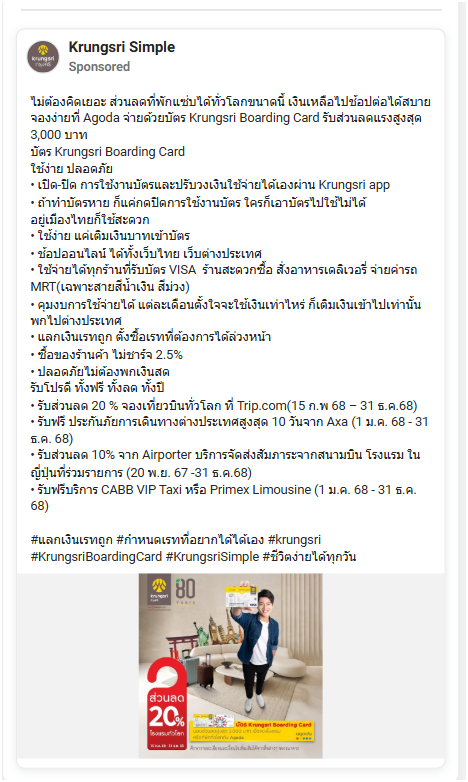 Krungsri Simple
Sponsored
ไม่ต้องคิดเยอะ ส่วนลดที่พักแซ่บได้ทั่วโลกขนาดนี้ เงินเหลือไปช้อปต่อได้สบาย
จองง่ายที่ Agoda จ่ายด้วยบัตร Krungsri Boarding Card รับส่วนลดแรงสูงสุด
3,000 บาท
บัตร Krungsri Boarding Card
ใช้ง่าย ปลอดภัย
• เปิด-ปิด การใช้งานบัตรและปรับวงเงินใช้จ่ายได้เองผ่าน Krungsri app
• ถ้าทำบัตรหาย ก็แค่กดปิดการใช้งานบัตร ใครก็เอาบัตรไปใช้ไม่ได้
อยู่เมืองไทยก็ใช้สะดวก
• ใช้ง่าย แค่เติมเงินบาทเข้าบัตร
• ช้อปออนไลน์ ได้ทั้งเว็บไทย เว็บต่างประเทศ
• ใช้จ่ายได้ทุกร้านที่รับบัตร VISA ร้านสะดวกซื้อ สั่งอาหารเดลิเวอรี่ จ่ายค่ารถ
MRT(เฉพาะสายสีน้ำเงิน สีม่วง)
• คุมงบการใช้จ่ายได้ แต่ละเดือนตั้งใจจะใช้เงินเท่าไหร่ ก็เติมเงินเข้าไปเท่านั้น
พกไปต่างประเทศ
• แลกเงินเรทถูก ตั้งซื้อเรทที่ต้องการได้ล่วงหน้า
• ซื้อของร้านค้า ไม่ชาร์จ 2.5%
• ปลอดภัยไม่ต้องพกเงินสด
รับโปรดี ทั้งฟรี ทั้งลด ทั้งปี
• รับส่วนลด 20 % จองเที่ยวบินทั่วโลก ที่ Trip.com(15 ก.พ 68 – 31 ธ.ค.68)
• รับฟรี ประกันภัยการเดินทางต่างประเทศสูงสุด 10 วันจาก Axa (1 ม.ค. 68 - 31
ธ.ค. 68)
• รับส่วนลด 10% จาก Airporter บริการจัดส่งสัมภาระจากสนามบิน โรงแรม ใน
ญี่ปุ่นที่ร่วมรายการ (20 พ.ย. 67 -31 ธ.ค.68)
• รับฟรีบริการ CABB VIP Taxi หรือ Primex Limousine (1 ม.ค. 68 - 31 ธ.ค.
68)
#แลกเงินเรทถูก #กำหนดเรทที่อยากได้ได้เอง #krungsri
#KrungsriBoardingCard #KrungsriSimple #ชีวิตง่ายได้ทุกวัน
krungsri
กรุงศรี
80
YEARS
ส่วนลด
20%
โรงแรมทั่วโลก
บัตร Krungsri Boarding Card
agoda